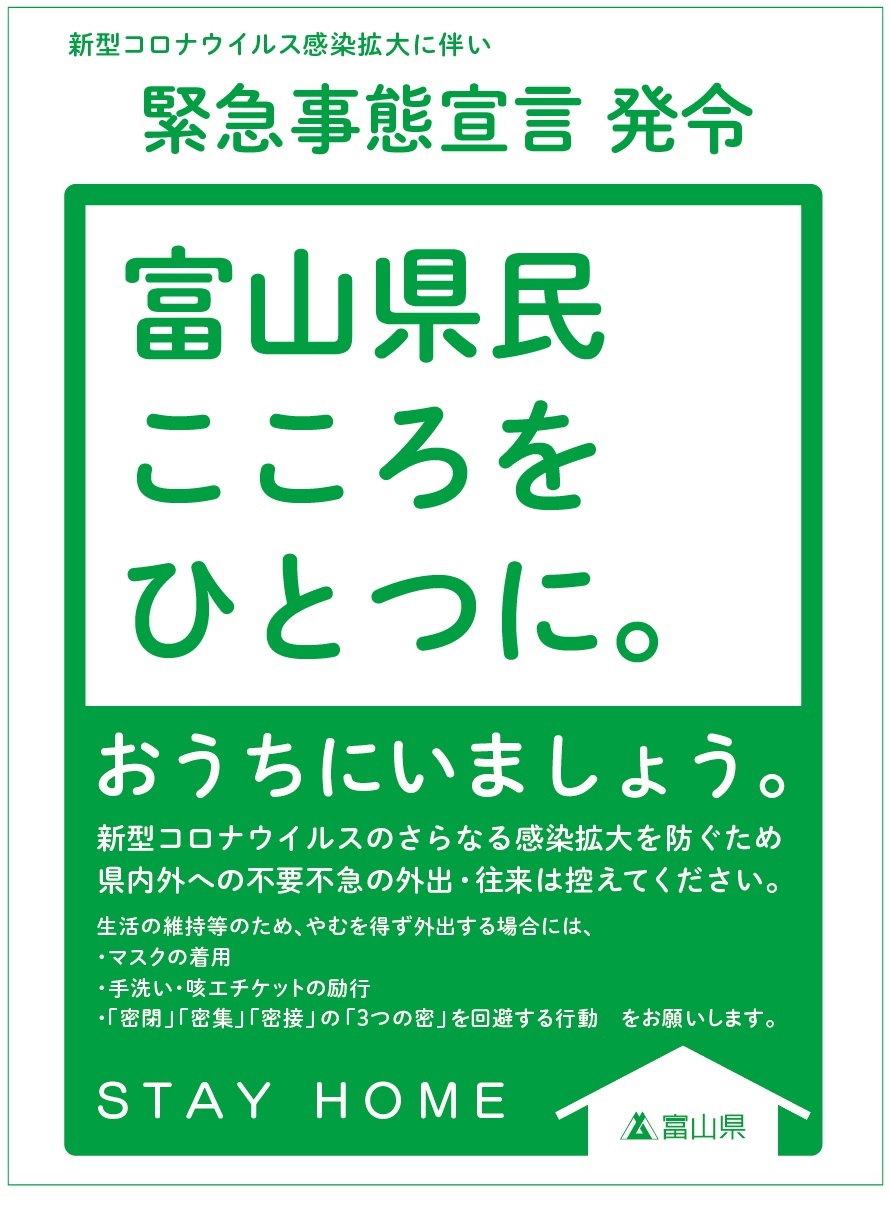 新型コロナウイルス感染拡大に伴い
緊急事態宣言 発令
富山県民
こころを
ひとつに。
おうちにいましょう。
新型コロナウイルスのさらなる感染拡大を防ぐため
県内外への不要不急の外出・往来は控えてください。
生活の維持等のため、やむを得ず外出する場合には、
・マスクの着用
・手洗い・咳エチケットの励行
・「密閉」「密集」「密接」の「3つの密」を回避する行動　をお願いします。
STAY HOME
富山県